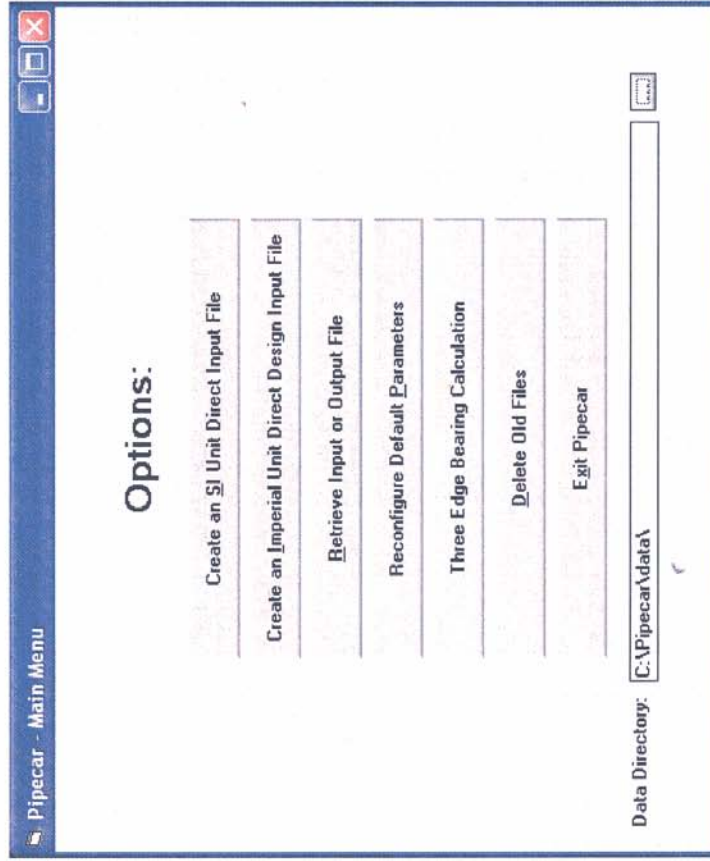 Pipecar - Main Menu
Options:
Create an SI Unit Direct Input File
Create an Imperial Unit Direct Design Input File
Retrieve Input or Output File
Reconfigure Default Parameters
Three Edge Bearing Calculation
Delete Old Files
Exit Pipecar
Data Directory: C:\Pipecar\data\ ...